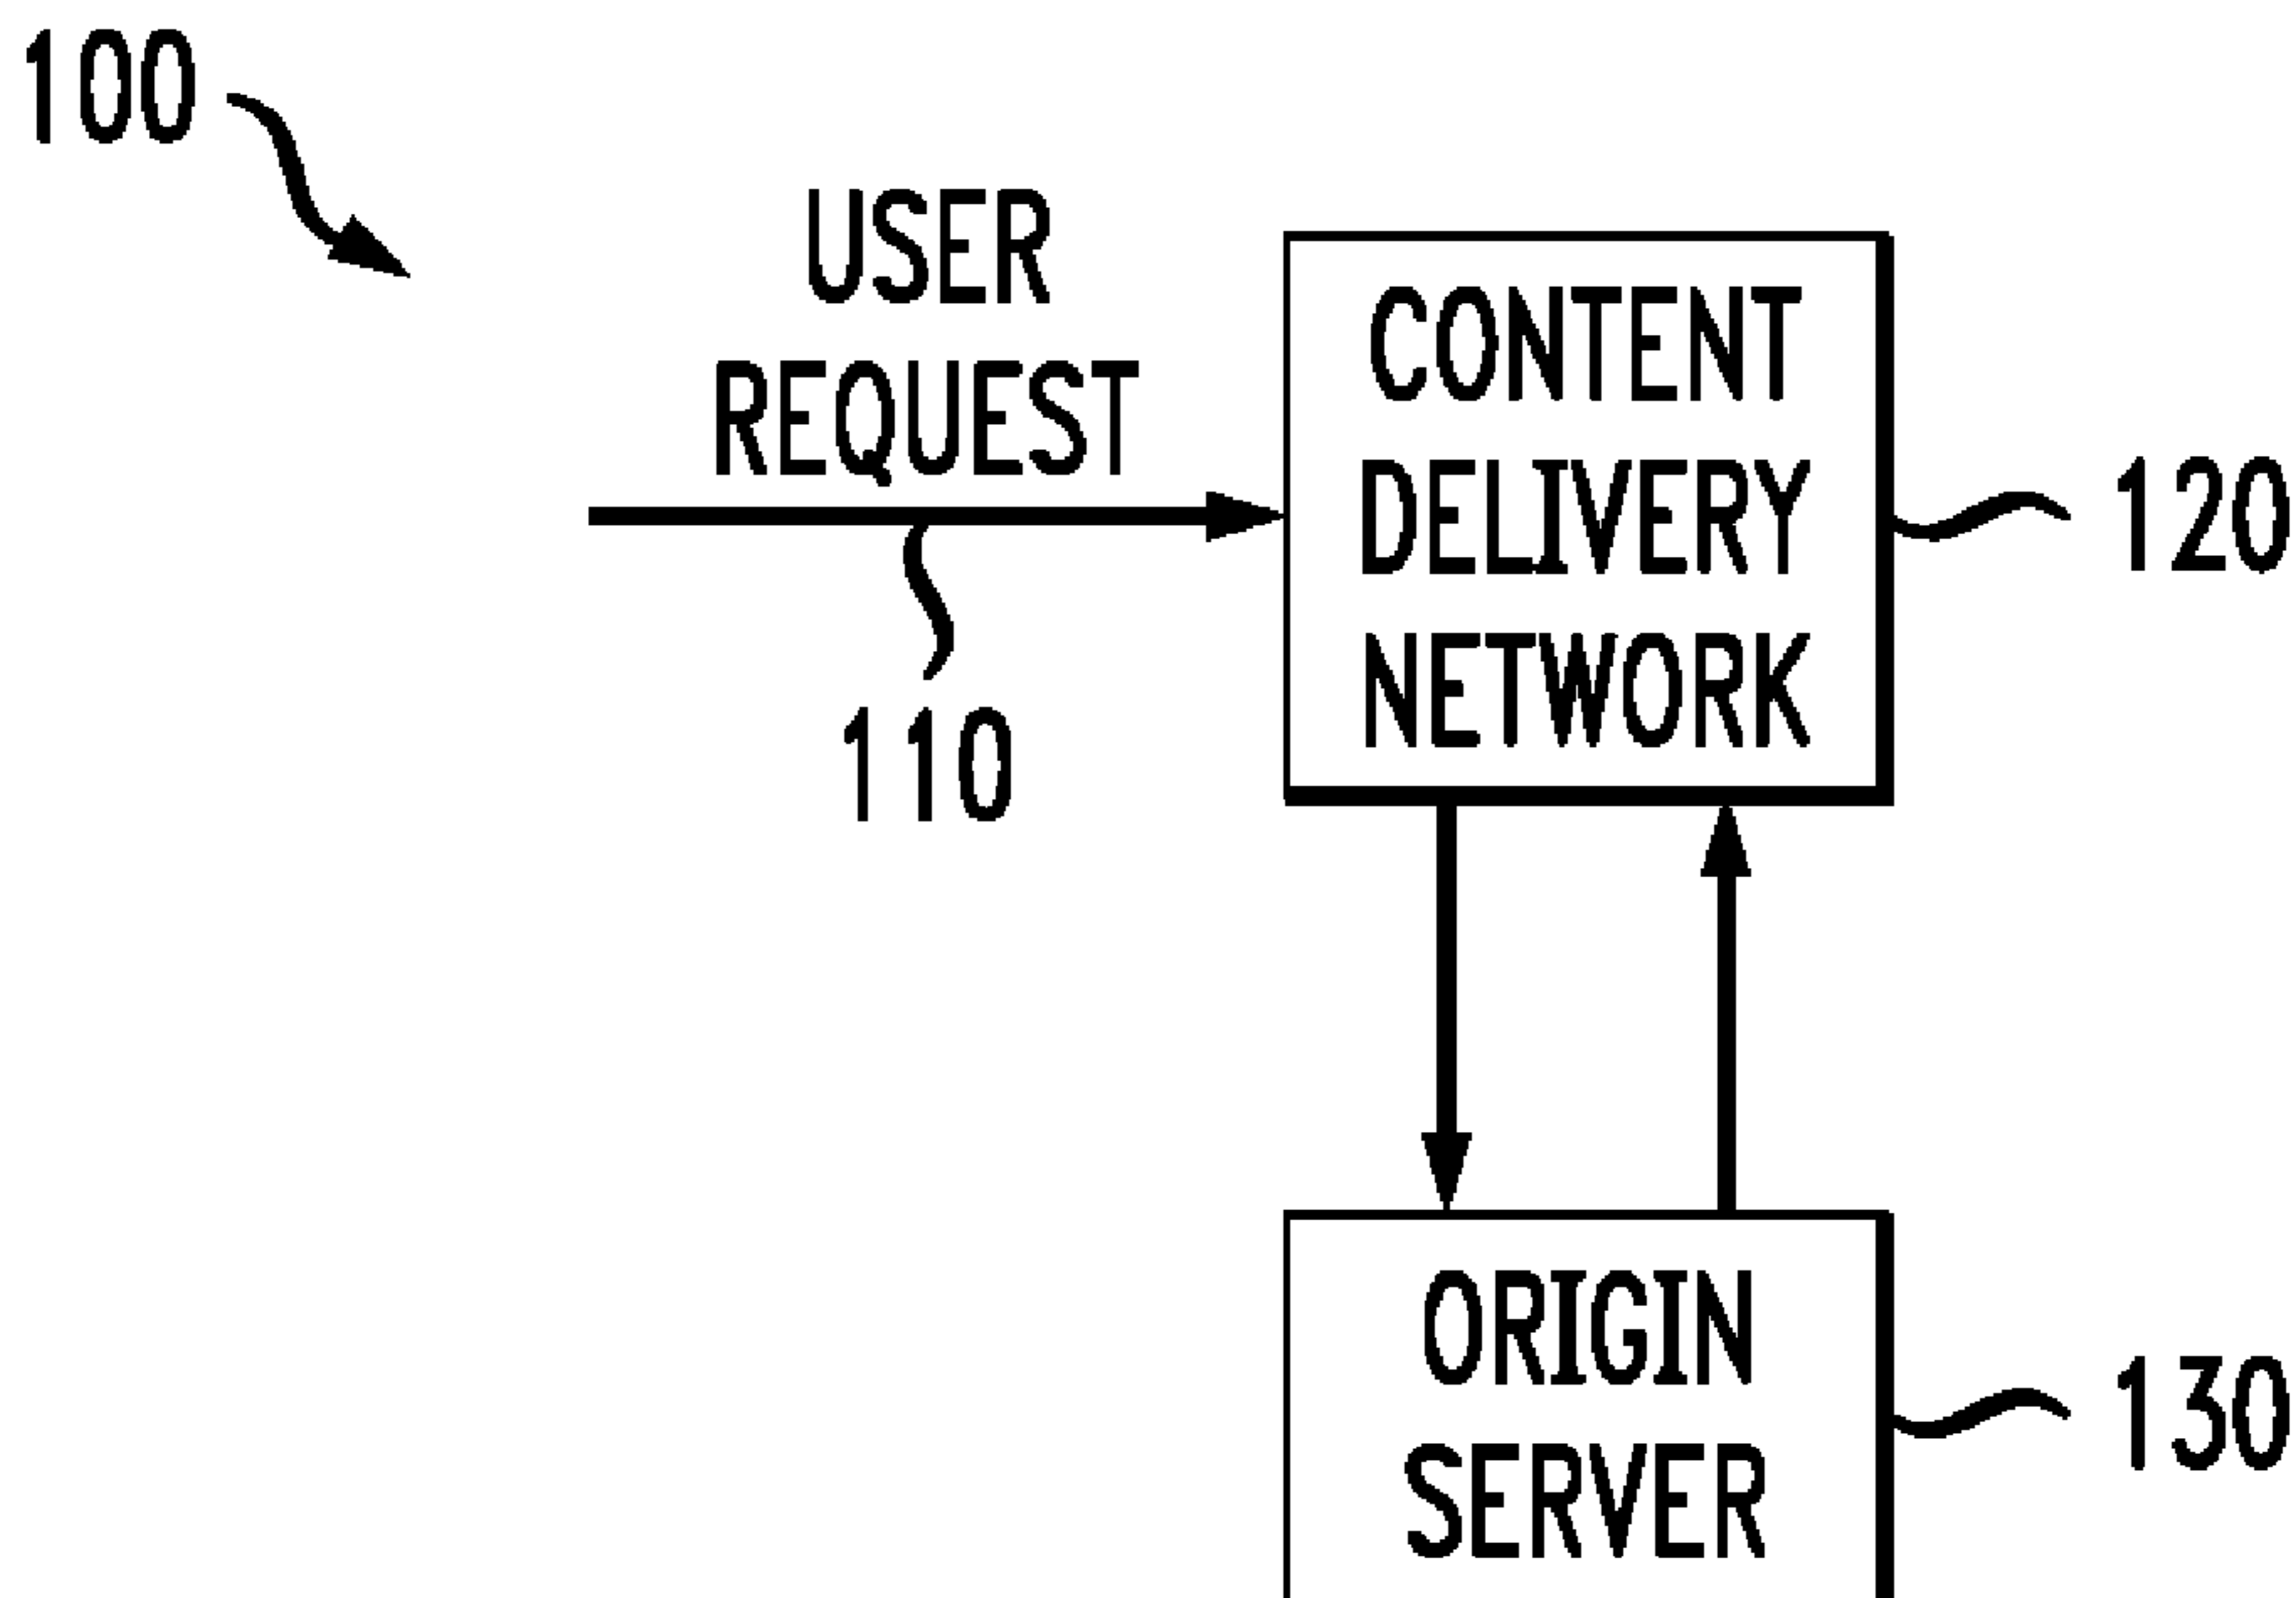 100
USER
REQUEST
110
CONTENT
DELIVERY
NETWORK
120
ORIGIN
SERVER
130